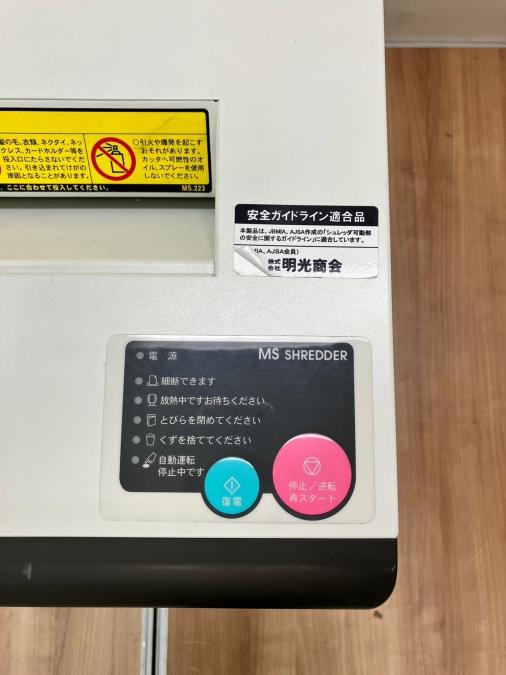 髪の毛、衣類、ネクタイ、ネッ
クレス、カードホルダー等を
投入口にたらさないでくだ
さい。引き込まれてけがの
原因となることがあります。
○引火や爆発を起こす
おそれがあります。
カッタへ可燃性のオ
イル、スプレーを使用
しないでください。
ここに合わせて投入してください。
MS.223
安全ガイドライン適合品
本製品は、JBMIA、AJSA作成の「シュレッダ可動部
の安全に関するガイドライン」に適合しています。
AJSA会員)
株式会社 明光商会
電源
MS SHREDDER
細断できます
放熱中ですお待ちください
とびらを閉めてください
くずを捨ててください
自動運転
停止中です
復電
停止/逆転
再スタート